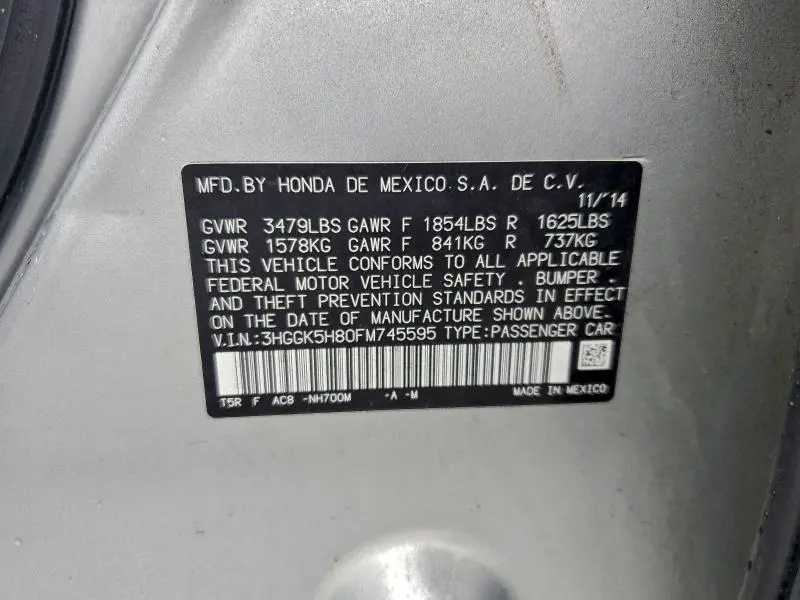 MFD.BY HONDA DE MEXICO S.A. DE C.V.
11/'14
GVWR 3479LBS GAWR F 1854LBS R 1625LBS
GVWR 1578KG GAWR F 841KG R 737KG
THIS VEHICLE CONFORMS TO ALL APPLICABLE
FEDERAL MOTOR VEHICLE SAFETY . BUMPER .
AND THEFT PREVENTION STANDARDS IN EFFECT
ON THE DATE OF MANUFACTURE SHOWN ABOVE.
V.I.N.:3HGGK5H80FM745595 TYPE:PASSENGER CAR
T5R F AC8 -NH700M -A -M MADE IN MEXICO